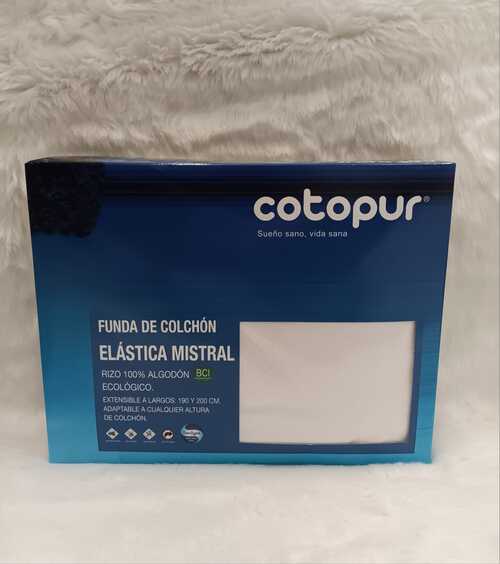 cotopur®
Sueño sano, vida sana
FUNDA DE COLCHÓN
ELÁSTICA MISTRAL
RIZO 100% ALGODÓN BCI
ECOLÓGICO.
EXTENSIBLE A LARGOS: 190 Y 200 CM.
ADAPTABLE A CUALQUIER ALTURA
DE COLCHÓN.